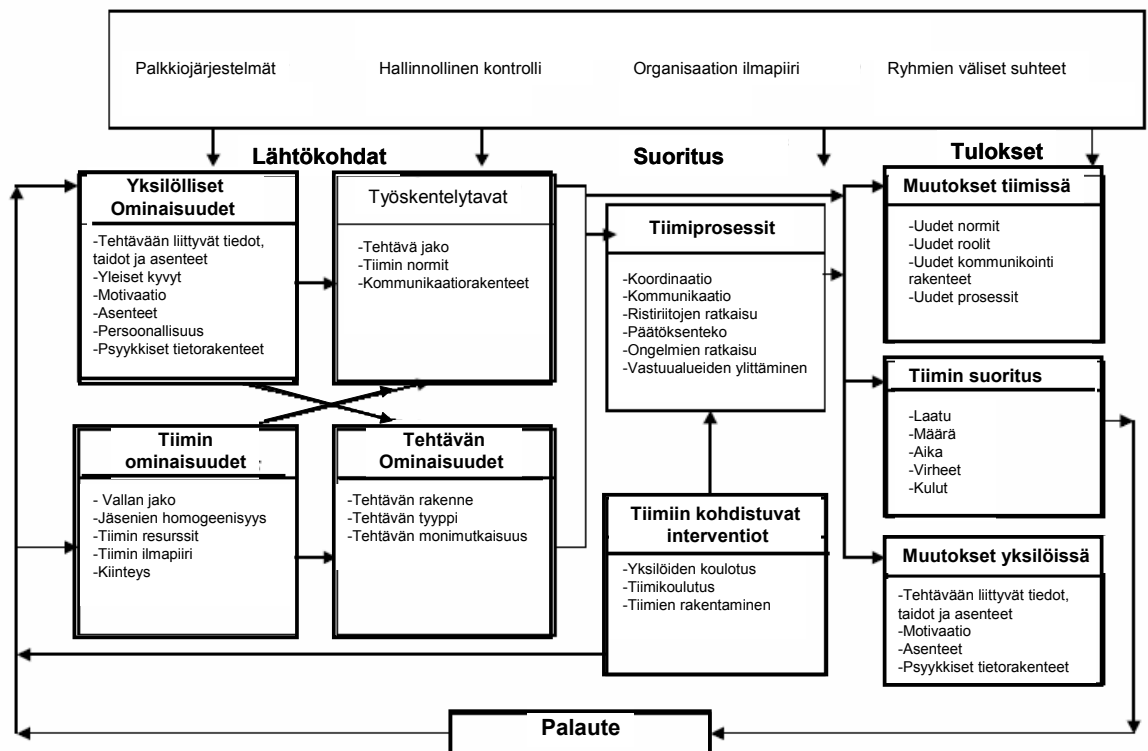 Palkkiojärjestelmät
Hallinnollinen kontrolli
Organisaation ilmapiiri
Ryhmien väliset suhteet
Lähtökohdat
Suoritus
Tulokset
Yksilölliset
Ominaisuudet
-Tehtävään liittyvät tiedot,
taidot ja asenteet
-Yleiset kyvyt
-Motivaatio
-Asenteet
-Persoonallisuus
-Psyykkiset tietorakenteet
Työskentelytavat
-Tehtävä jako
-Tiimin normit
-Kommunikaatiorakenteet
Tiimin
ominaisuudet
- Vallan jako
-Jäsenien homogeenisyys
-Tiimin resurssit
-Tiimin ilmapiiri
-Kiinteys
Tehtävän
Ominaisuudet
-Tehtävän rakenne
-Tehtävän tyyppi
-Tehtävän monimutkaisuus
Tiimiprosessit
-Koordinaatio
-Kommunikaatio
-Ristiriitojen ratkaisu
-Päätöksenteko
-Ongelmien ratkaisu
-Vastuualueiden ylittäminen
Tiimiin kohdistuvat
interventiot
-Yksilöiden koulotus
-Tiimikoulutus
-Tiimien rakentaminen
Muutokset tiimissä
-Uudet normit
-Uudet roolit
-Uudet kommunikointi
rakenteet
-Uudet prosessit
Tiimin suoritus
-Laatu
-Määrä
-Aika
-Virheet
-Kulut
Muutokset yksilöissä
-Tehtävään liittyvät tiedot,
taidot ja asenteet
-Motivaatio
-Asenteet
-Psyykkiset tietorakenteet
Palaute